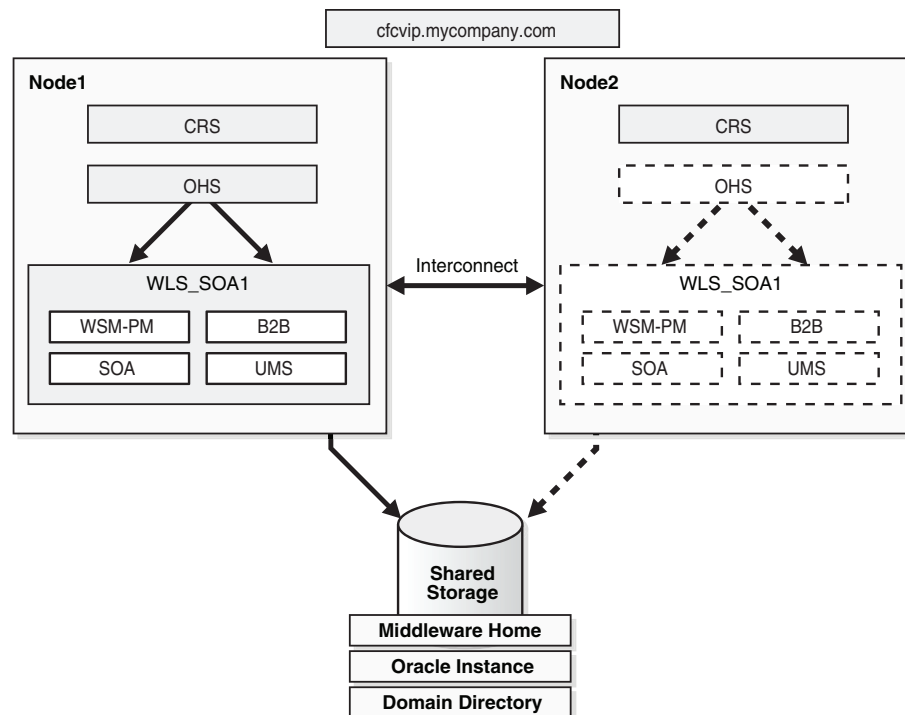 cfcvip.mycompany.com
Node1
CRS
OHS
WLS_SOA1
WSM-PM
B2B
SOA
UMS
Interconnect
Node2
CRS
OHS
WLS_SOA1
WSM-PM
B2B
SOA
UMS
Shared
Storage
Middleware Home
Oracle Instance
Domain Directory